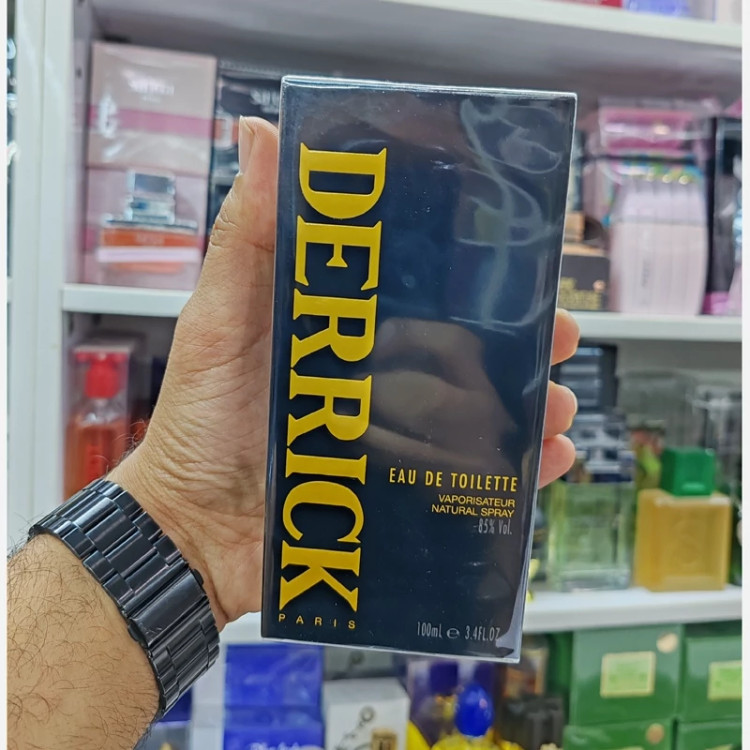 DERRICK
PARIS
EAU DE TOILETTE
VAPORISATEUR
NATURAL SPRAY
85% Vol.
100mL e 3.4FL.OZ